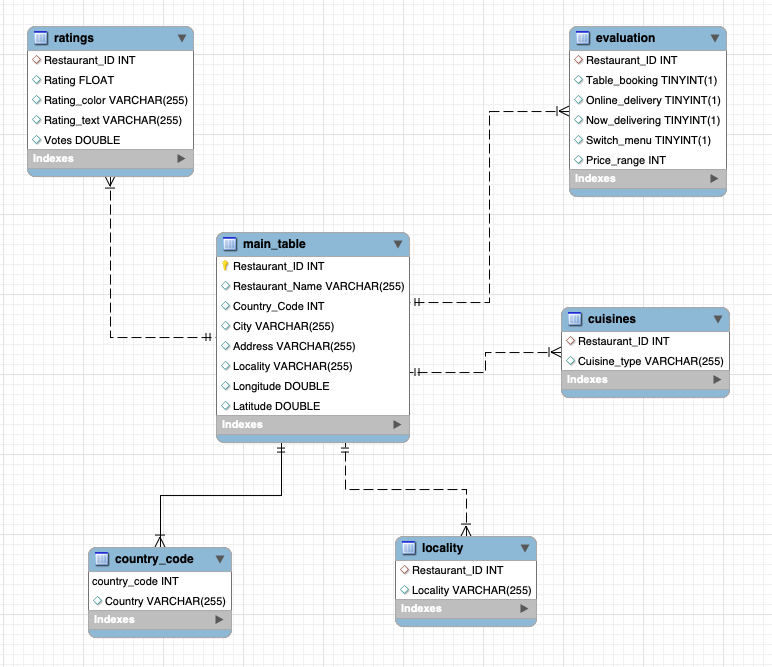 ratings
Restaurant_ID INT
Rating FLOAT
Rating_color VARCHAR(255)
Rating_text VARCHAR(255)
Votes DOUBLE
Indexes
evaluation
Restaurant_ID INT
Table_booking TINYINT(1)
Online_delivery TINYINT(1)
Now_delivering TINYINT(1)
Switch_menu TINYINT(1)
Price_range INT
Indexes
main_table
Restaurant_ID INT
Restaurant_Name VARCHAR(255)
Country_Code INT
City VARCHAR(255)
Address VARCHAR(255)
Locality VARCHAR(255)
Longitude DOUBLE
Latitude DOUBLE
Indexes
cuisines
Restaurant_ID INT
Cuisine_type VARCHAR(255)
Indexes
country_code
country_code INT
Country VARCHAR(255)
Indexes
locality
Restaurant_ID INT
Locality VARCHAR(255)
Indexes